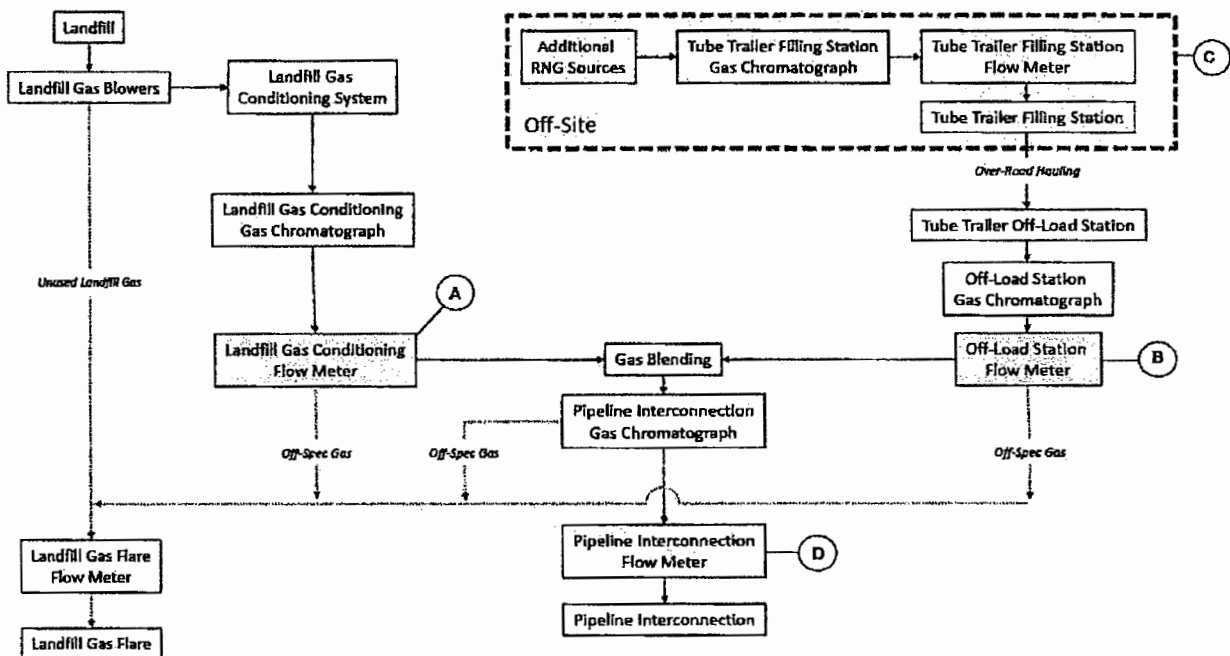 Landfill
Landfill Gas Blowers
Landfill Gas
Conditioning System
Additional
RNG Sources
Tube Trailer Filling Station
Gas Chromatograph
Tube Trailer Filling Station
Flow Meter
C
Off-Site
Tube Trailer Filling Station
Over-Road Hauling
Landfill Gas Conditioning
Gas Chromatograph
Tube Trailer Off-Load Station
Unused Landfill Gas
A
Off-Load Station
Gas Chromatograph
Landfill Gas Conditioning
Flow Meter
Gas Blending
Off-Load Station
Flow Meter
B
Pipeline Interconnection
Gas Chromatograph
Off-Spec Gas
Off-Spec Gas
Off-Spec Gas
Landfill Gas Flare
Flow Meter
Pipeline Interconnection
Flow Meter
D
Pipeline Interconnection
Landfill Gas Flare